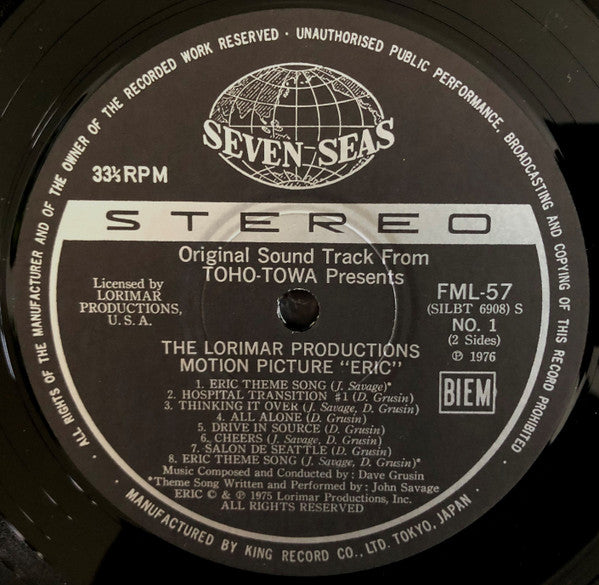 ALL RIGHTS OF THE MANUFACTURER AND OF THE OWNER OF THE RECORDED WORK RESERVED · UNAUTHORISED PUBLIC PERFORMANCE, BROADCASTING AND COPYING OF THIS RECORD PROHIBITED
SEVEN-SEAS
33⅓RPM
STEREO
Original Sound Track From
TOHO-TOWA Presents
Licensed by
LORIMAR
PRODUCTIONS,
U.S.A.
FML-57
(SILBT 6908) S
NO. 1
(2 Sides)
Ⓟ 1976
BIEM
THE LORIMAR PRODUCTIONS
MOTION PICTURE "ERIC"
1. ERIC THEME SONG (J. Savage)*
2. HOSPITAL TRANSITION #1 (D. Grusin)
3. THINKING IT OVER (J. Savage, D. Grusin)
4. ALL ALONE (D. Grusin)
5. DRIVE IN SOURCE (D. Grusin)
6. CHEERS (J. Savage, D. Grusin)
7. SALON DE SEATTLE (D. Grusin)
8. ERIC THEME SONG (J. Savage, D. Grusin)*
Music Composed and Conducted by : Dave Grusin
*Theme Song Written and Performed by : John Savage
ERIC © & Ⓟ 1975 Lorimar Productions, Inc.
ALL RIGHTS RESERVED
· MANUFACTURED BY KING RECORD CO., LTD. TOKYO, JAPAN ·